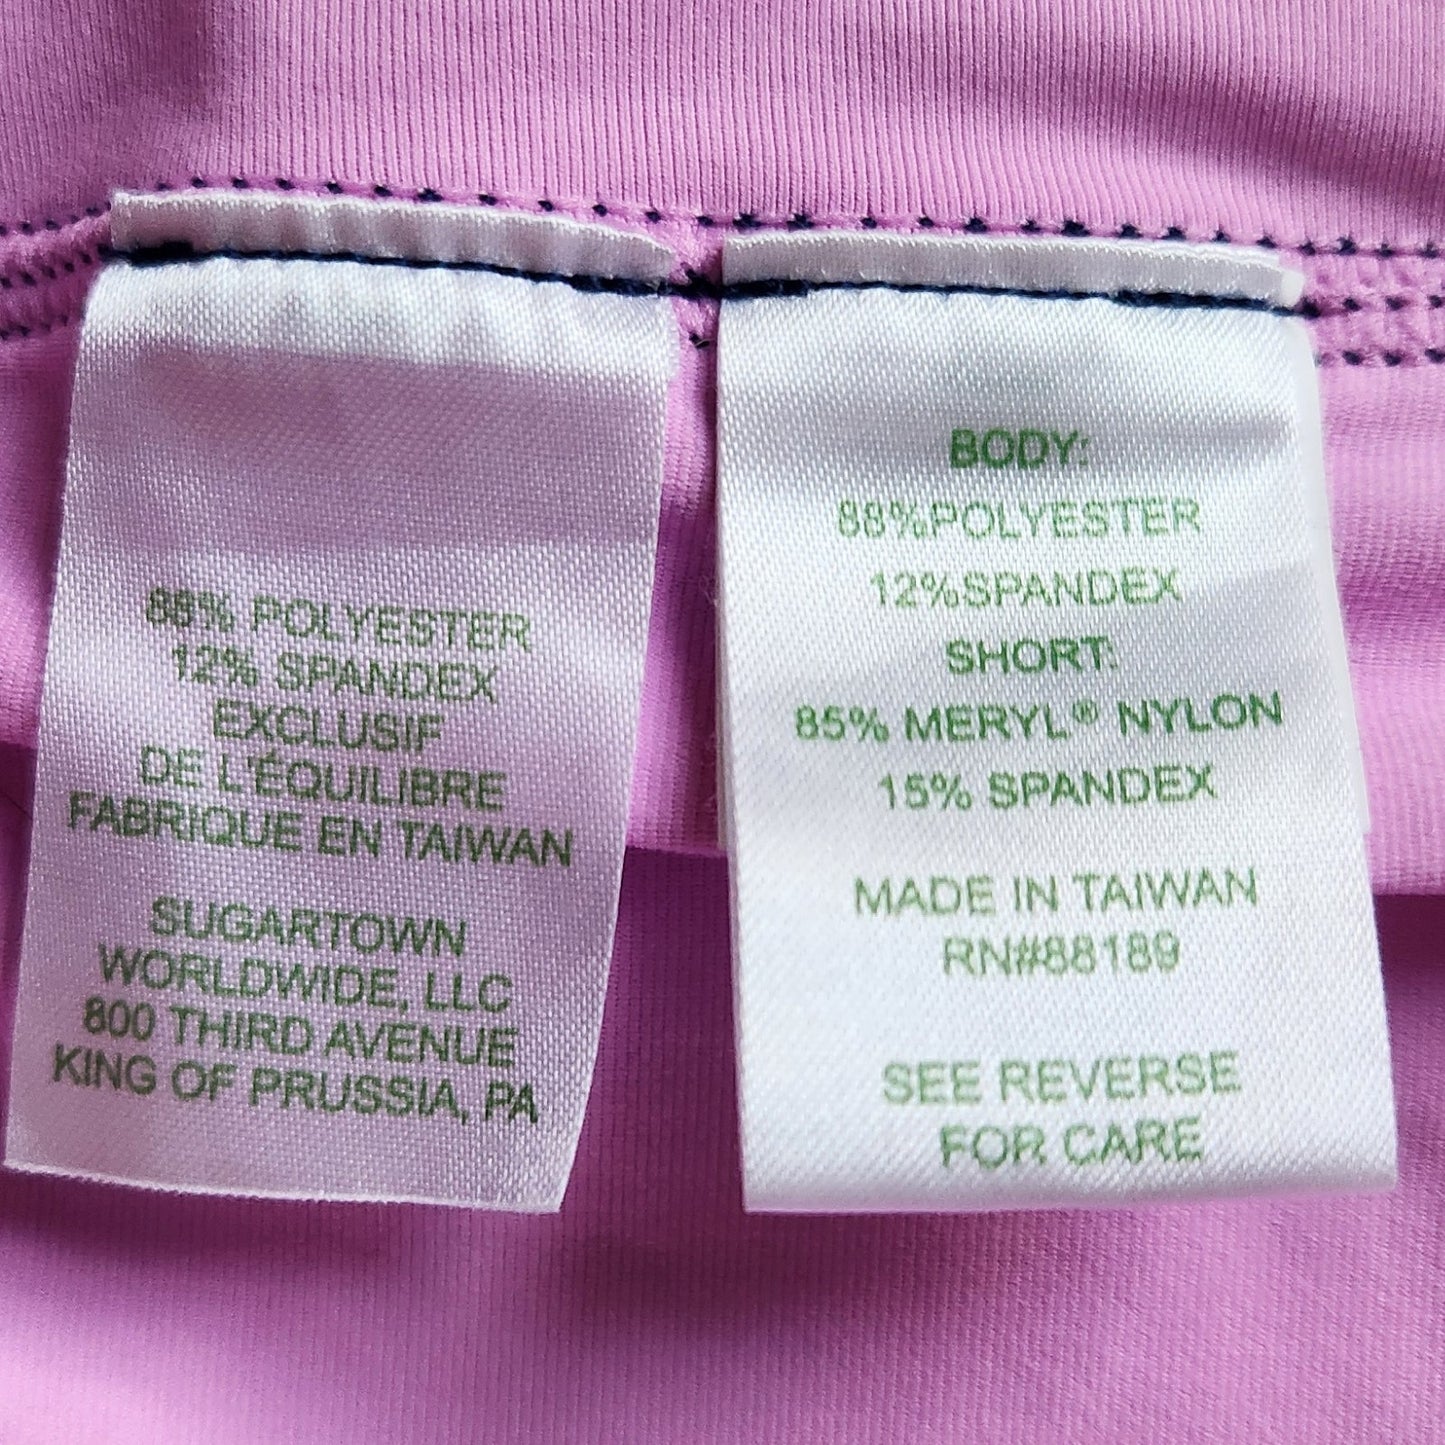 88% POLYESTER
12% SPANDEX
EXCLUSIF
DE L'ÉQUILIBRE
FABRIQUE EN TAIWAN
SUGARTOWN
WORLDWIDE, LLC
800 THIRD AVENUE
KING OF PRUSSIA, PA
BODY:
88%POLYESTER
12%SPANDEX
SHORT:
85% MERYL® NYLON
15% SPANDEX
MADE IN TAIWAN
RN#88189
SEE REVERSE
FOR CARE